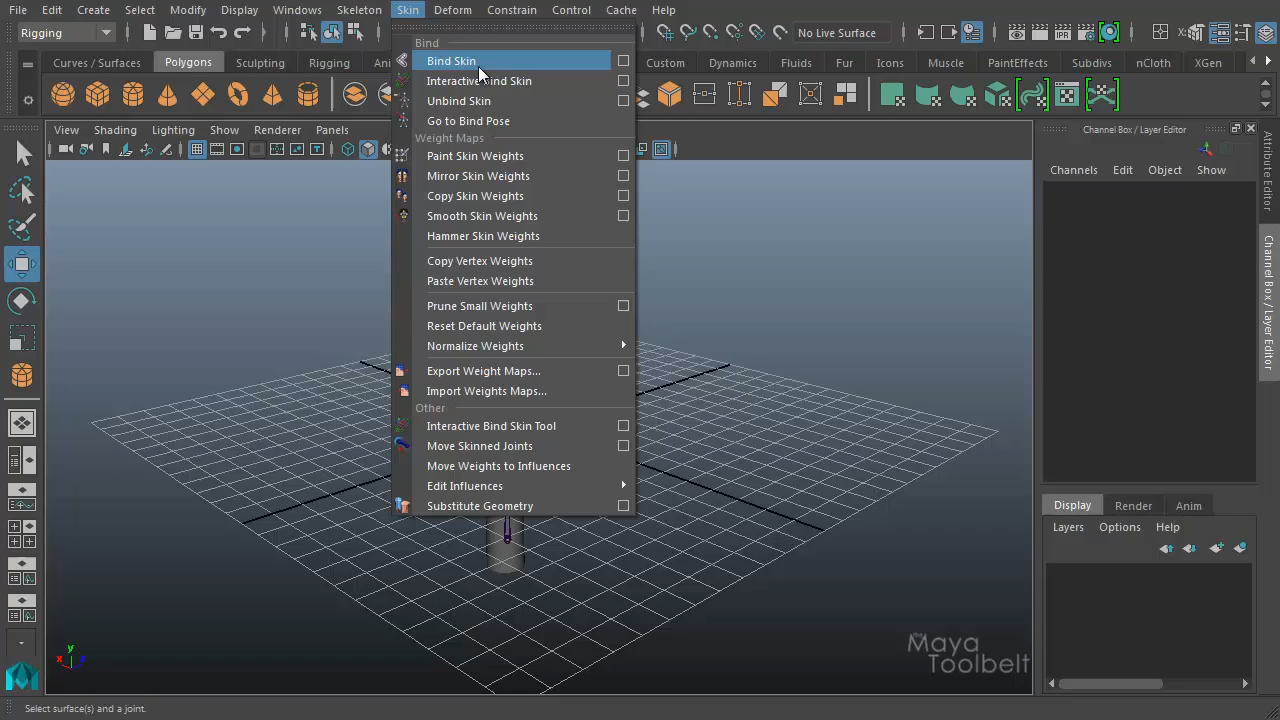 File Edit Create Select Modify Display Windows Skeleton Skin Deform Constrain Control Cache Help
Rigging
No Live Surface
Curves / Surfaces Polygons Sculpting Rigging Custom Dynamics Fluids Fur Icons Muscle PaintEffects Subdivs nCloth XGen
View Shading Lighting Show Renderer Panels
Bind
Bind Skin
Interactive Bind Skin
Unbind Skin
Go to Bind Pose
Weight Maps
Paint Skin Weights
Mirror Skin Weights
Copy Skin Weights
Smooth Skin Weights
Hammer Skin Weights
Copy Vertex Weights
Paste Vertex Weights
Prune Small Weights
Reset Default Weights
Normalize Weights
Export Weight Maps...
Import Weights Maps...
Other
Interactive Bind Skin Tool
Move Skinned Joints
Move Weights to Influences
Edit Influences
Substitute Geometry
Channel Box / Layer Editor
Channels Edit Object Show
Attribute Editor
Channel Box / Layer Editor
Display Render Anim
Layers Options Help
y
x z
the
Maya
Toolbelt
Select surface(s) and a joint.